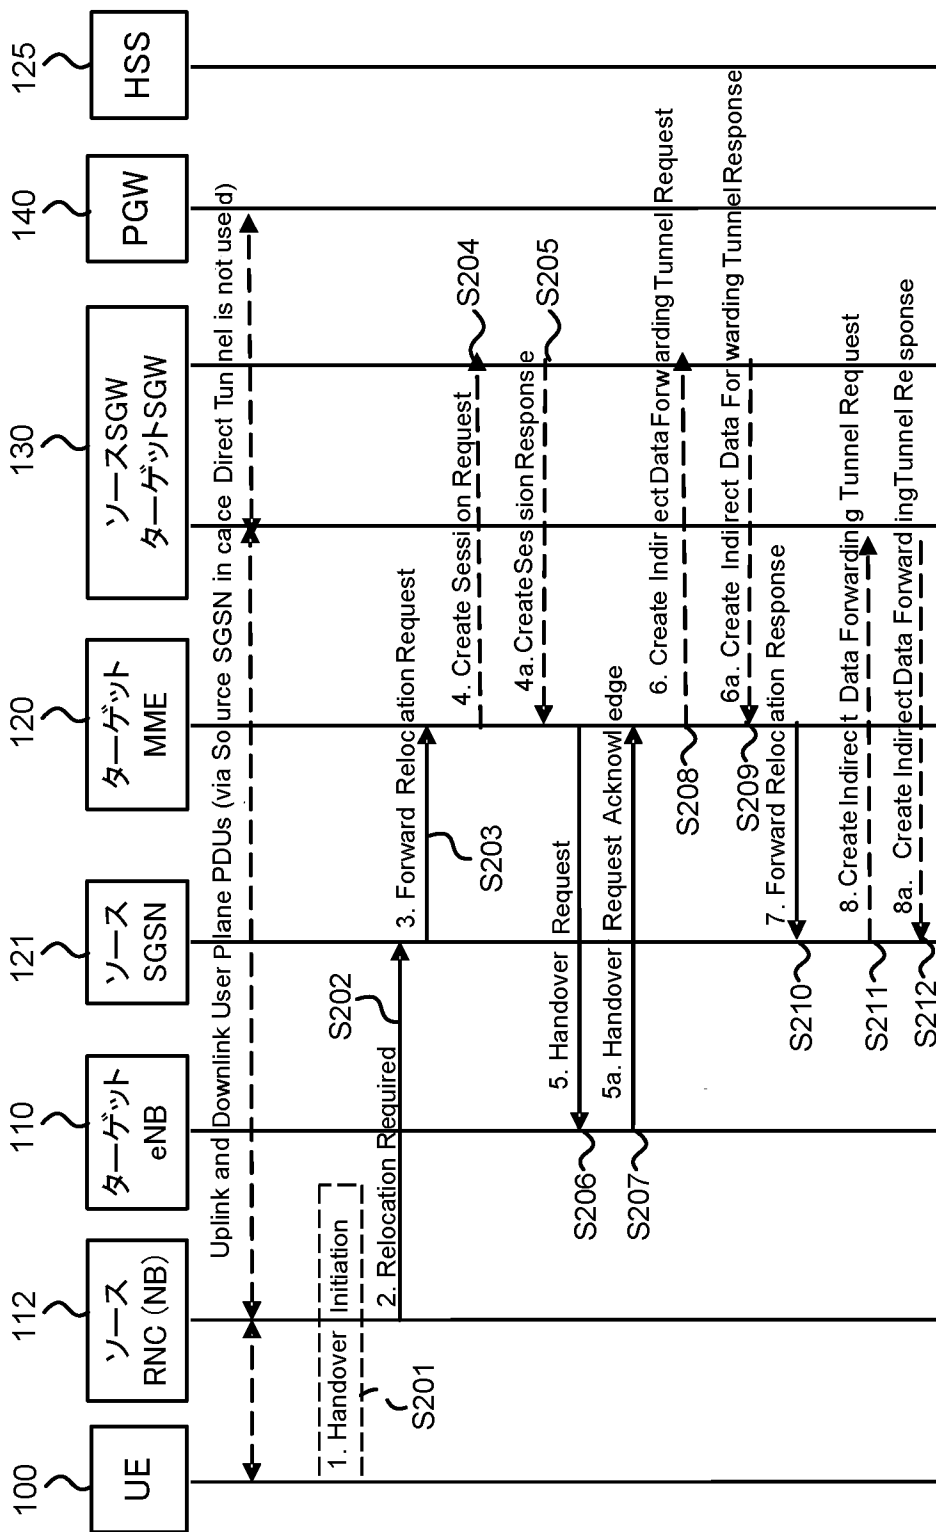 100
UE
112
ソース
RNC (NB)
110
ターゲット
eNB
121
ソース
SGSN
120
ターゲット
MME
130
ソースSGW
ターゲットSGW
140
PGW
125
HSS
Uplink and Downlink User Plane PDUs (via Source SGSN in cace Direct Tunnel is not used)
1. Handover Initiation
S201
2. Relocation Required
S202
3. Forward Relocation Request
S203
4. Create Session Request
S204
4a. Create Session Response
S205
5. Handover Request
S206
5a. Handover Request Acknowledge
S207
6. Create Indirect Data Forwarding Tunnel Request
S208
6a. Create Indirect Data Forwarding Tunnel Response
S209
7. Forward Relocation Response
S210
8. Create Indirect Data Forwarding Tunnel Request
S211
8a. Create Indirect Data Forwarding Tunnel Response
S212